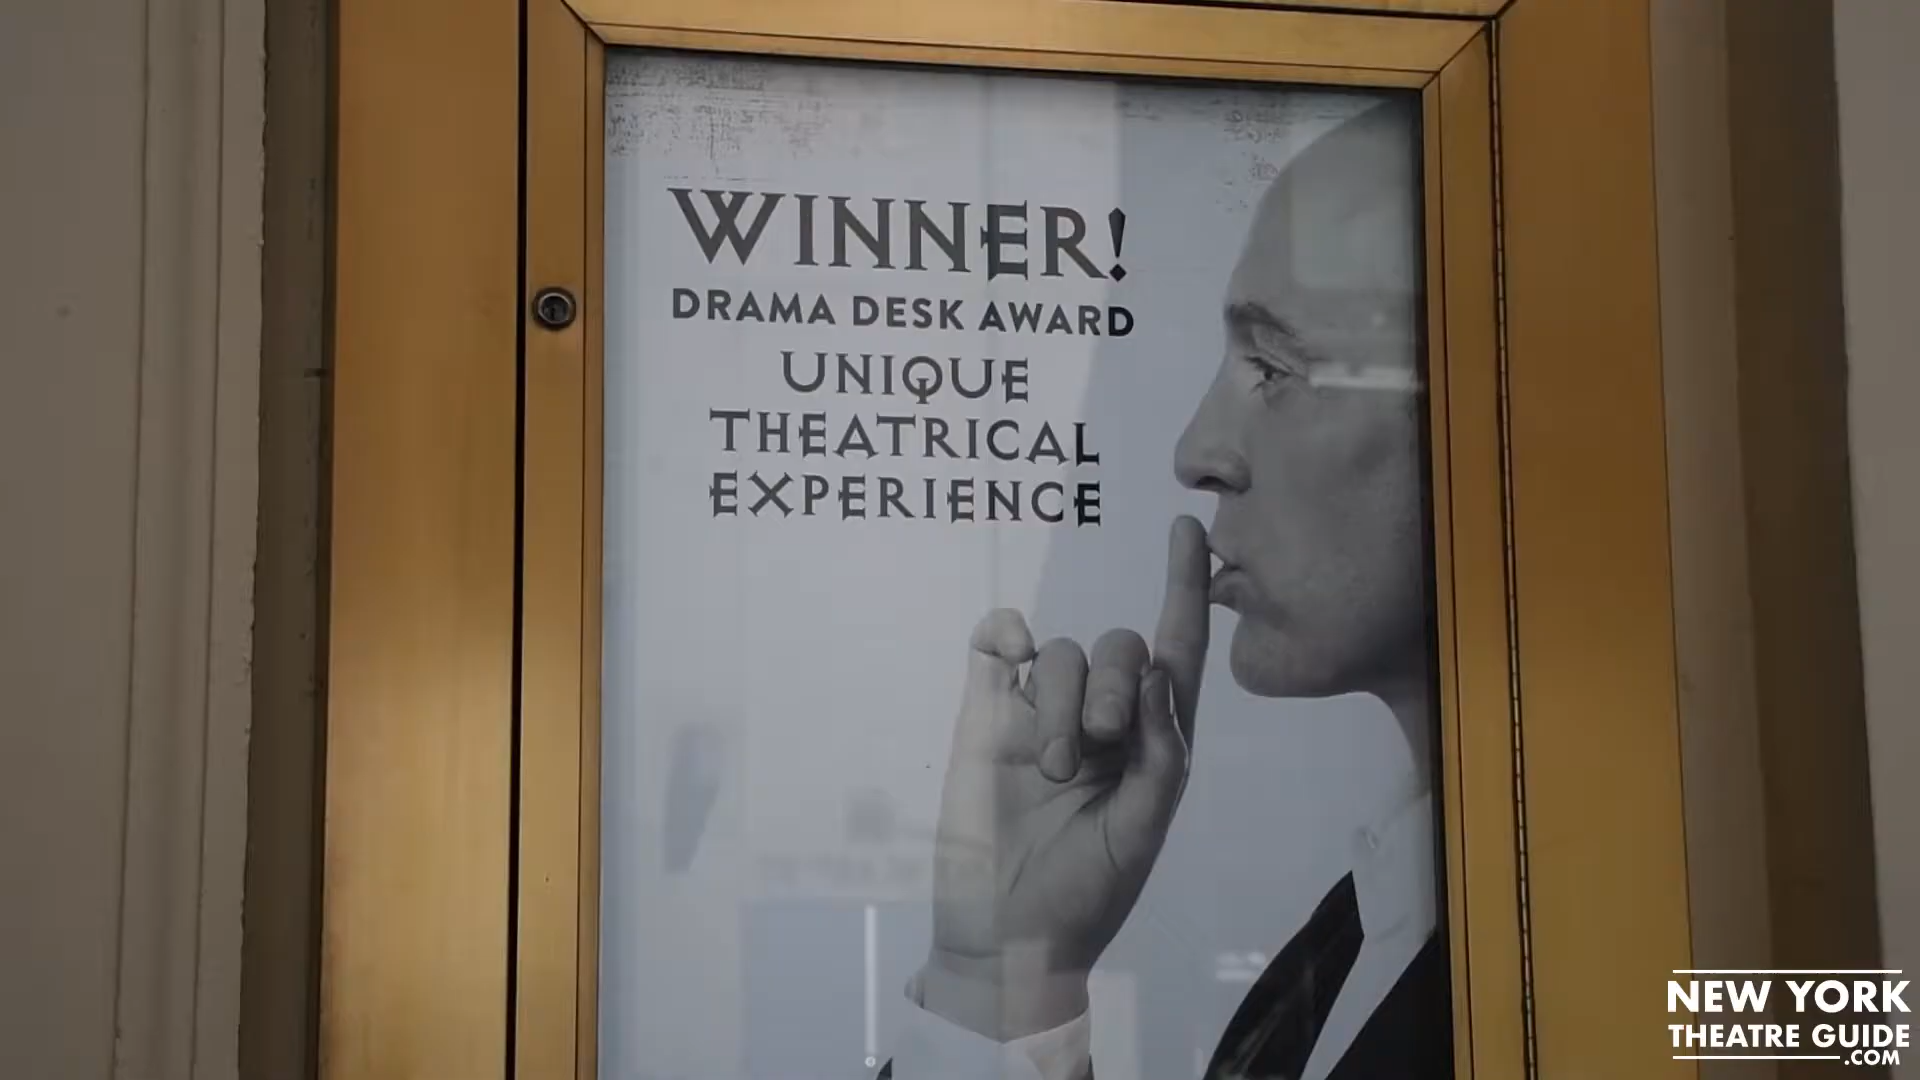 WINNER!
DRAMA DESK AWARD
UNIQUE
THEATRICAL
EXPERIENCE
NEW YORK
THEATRE GUIDE
.COM